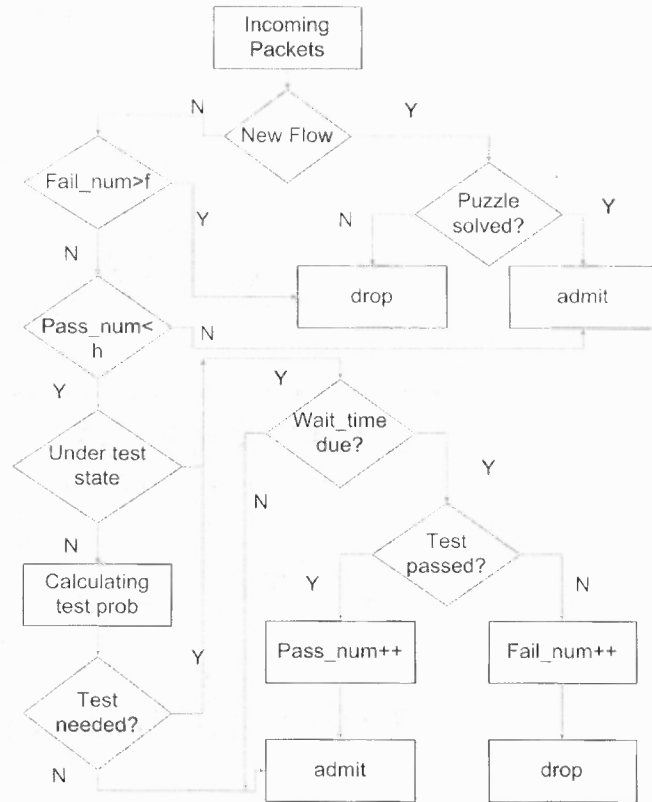 Incoming
Packets
N
Y
New Flow
Fail_num>f
Y
Puzzle
solved?
N
Y
N
drop
admit
Pass_num<
h
N
Y
Y
Wait_time
due?
Under test
state
N
Y
N
Test
passed?
Calculating
test prob
Y
N
Y
Pass_num++
Fail_num++
Test
needed?
N
admit
drop